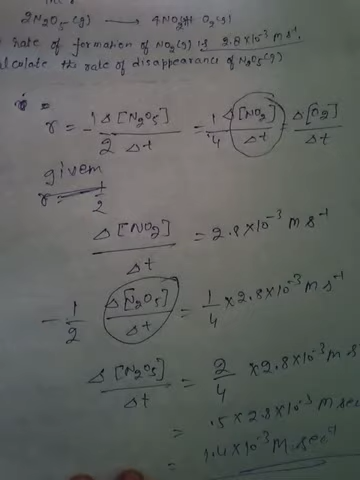 2N2O5(g) → 4NO2 + O2(g)
rate of formation of NO2(g) is 2.8×10⁻³ M s⁻¹.
calculate the rate of disappearance of N2O5(g)
r = -1/2 Δ[N2O5]/Δt = 1/4 Δ[NO2]/Δt = Δ[O2]/Δt
given
r = 1/2
Δ[NO2]/Δt = 2.8×10⁻³ M s⁻¹
- 1/2 Δ[N2O5]/Δt = 1/4 × 2.8×10⁻³ M s⁻¹
Δ[N2O5]/Δt = 2/4 × 2.8×10⁻³ M s
= .5 × 2.8×10⁻³ M sec
= 1.4×10⁻³ M sec⁻¹